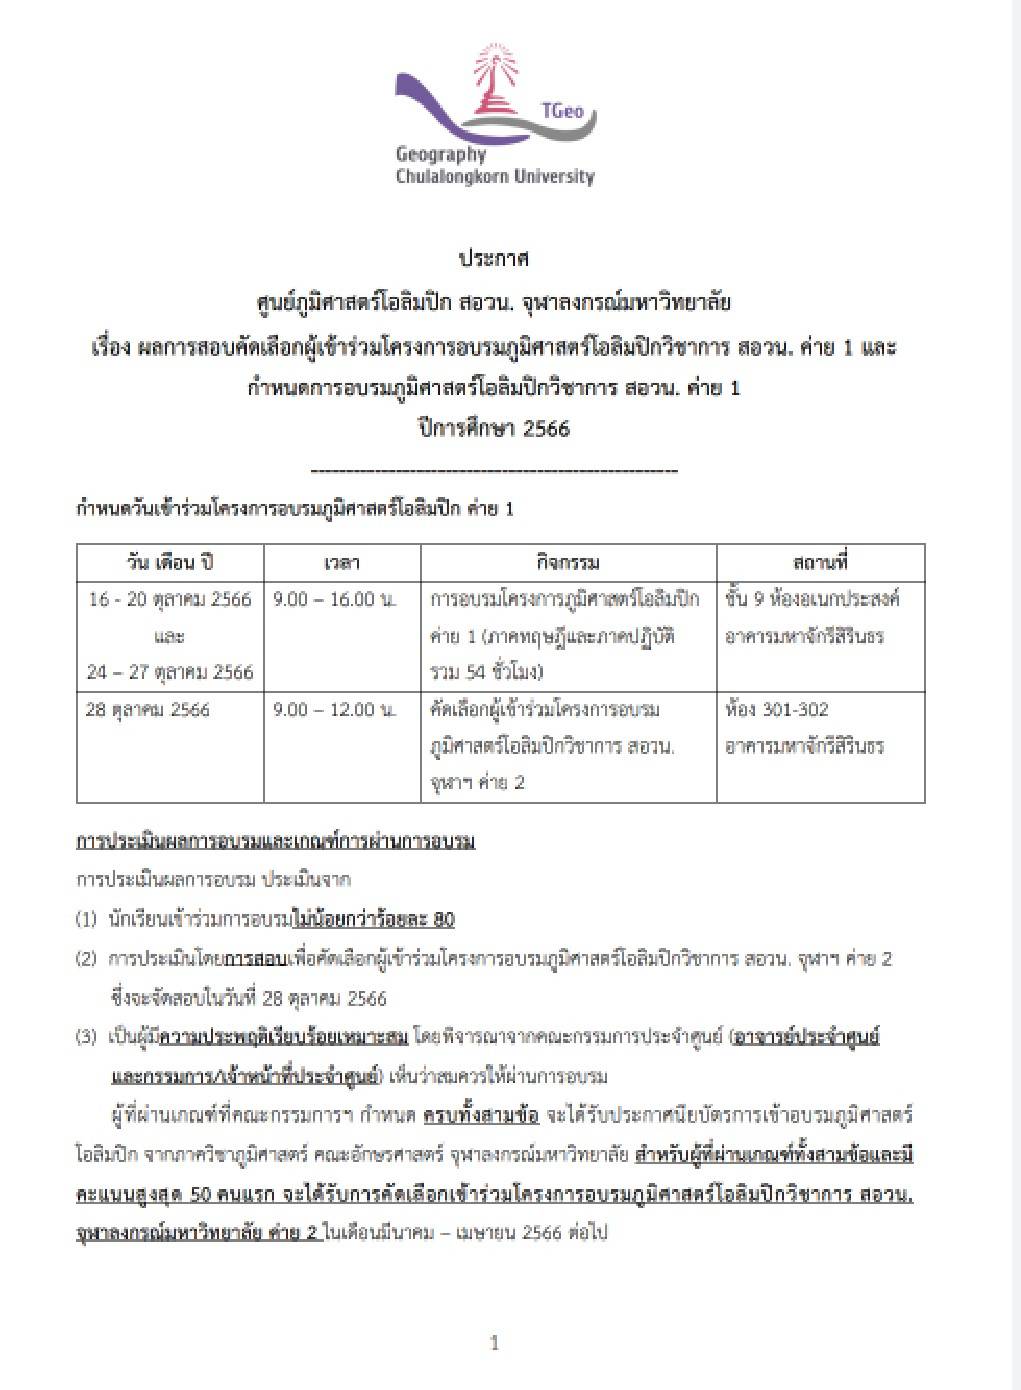 TGeo
Geography
Chulalongkorn University
ประกาศ
ศูนย์ภูมิศาสตร์โอลิมปิก สอวน. จุฬาลงกรณ์มหาวิทยาลัย
เรื่อง ผลการสอบคัดเลือกผู้เข้าร่วมโครงการอบรมภูมิศาสตร์โอลิมปิกวิชาการ สอวน. ค่าย 1 และ
กำหนดการอบรมภูมิศาสตร์โอลิมปิกวิชาการ สอวน. ค่าย 1
ปีการศึกษา 2566
----------------------------------------------------
กำหนดวันเข้าร่วมโครงการอบรมภูมิศาสตร์โอลิมปิก ค่าย 1
วัน เดือน ปี เวลา กิจกรรม สถานที่
16 - 20 ตุลาคม 2566 9.00 – 16.00 น. การอบรมโครงการภูมิศาสตร์โอลิมปิก ชั้น 9 ห้องอเนกประสงค์
และ ค่าย 1 (ภาคทฤษฎีและภาคปฏิบัติ อาคารมหาจักรีสิรินธร
24 – 27 ตุลาคม 2566 รวม 54 ชั่วโมง)
28 ตุลาคม 2566 9.00 – 12.00 น. คัดเลือกผู้เข้าร่วมโครงการอบรม ห้อง 301-302
ภูมิศาสตร์โอลิมปิกวิชาการ สอวน. อาคารมหาจักรีสิรินธร
จุฬาฯ ค่าย 2
การประเมินผลการอบรมและเกณฑ์การผ่านการอบรม
การประเมินผลการอบรม ประเมินจาก
(1) นักเรียนเข้าร่วมการอบรมไม่น้อยกว่าร้อยละ 80
(2) การประเมินโดยการสอบเพื่อคัดเลือกผู้เข้าร่วมโครงการอบรมภูมิศาสตร์โอลิมปิกวิชาการ สอวน. จุฬาฯ ค่าย 2
ซึ่งจะจัดสอบในวันที่ 28 ตุลาคม 2566
(3) เป็นผู้มีความประพฤติเรียบร้อยเหมาะสม โดยพิจารณาจากคณะกรรมการประจำศูนย์ (อาจารย์ประจำศูนย์
และกรรมการ/เจ้าหน้าที่ประจำศูนย์) เห็นว่าสมควรให้ผ่านการอบรม
ผู้ที่ผ่านเกณฑ์ที่คณะกรรมการฯ กำหนด ครบทั้งสามข้อ จะได้รับประกาศนียบัตรการเข้าอบรมภูมิศาสตร์
โอลิมปิก จากภาควิชาภูมิศาสตร์ คณะอักษรศาสตร์ จุฬาลงกรณ์มหาวิทยาลัย สำหรับผู้ที่ผ่านเกณฑ์ทั้งสามข้อและมี
คะแนนสูงสุด 50 คนแรก จะได้รับการคัดเลือกเข้าร่วมโครงการอบรมภูมิศาสตร์โอลิมปิกวิชาการ สอวน.
จุฬาลงกรณ์มหาวิทยาลัย ค่าย 2 ในเดือนมีนาคม – เมษายน 2566 ต่อไป
1